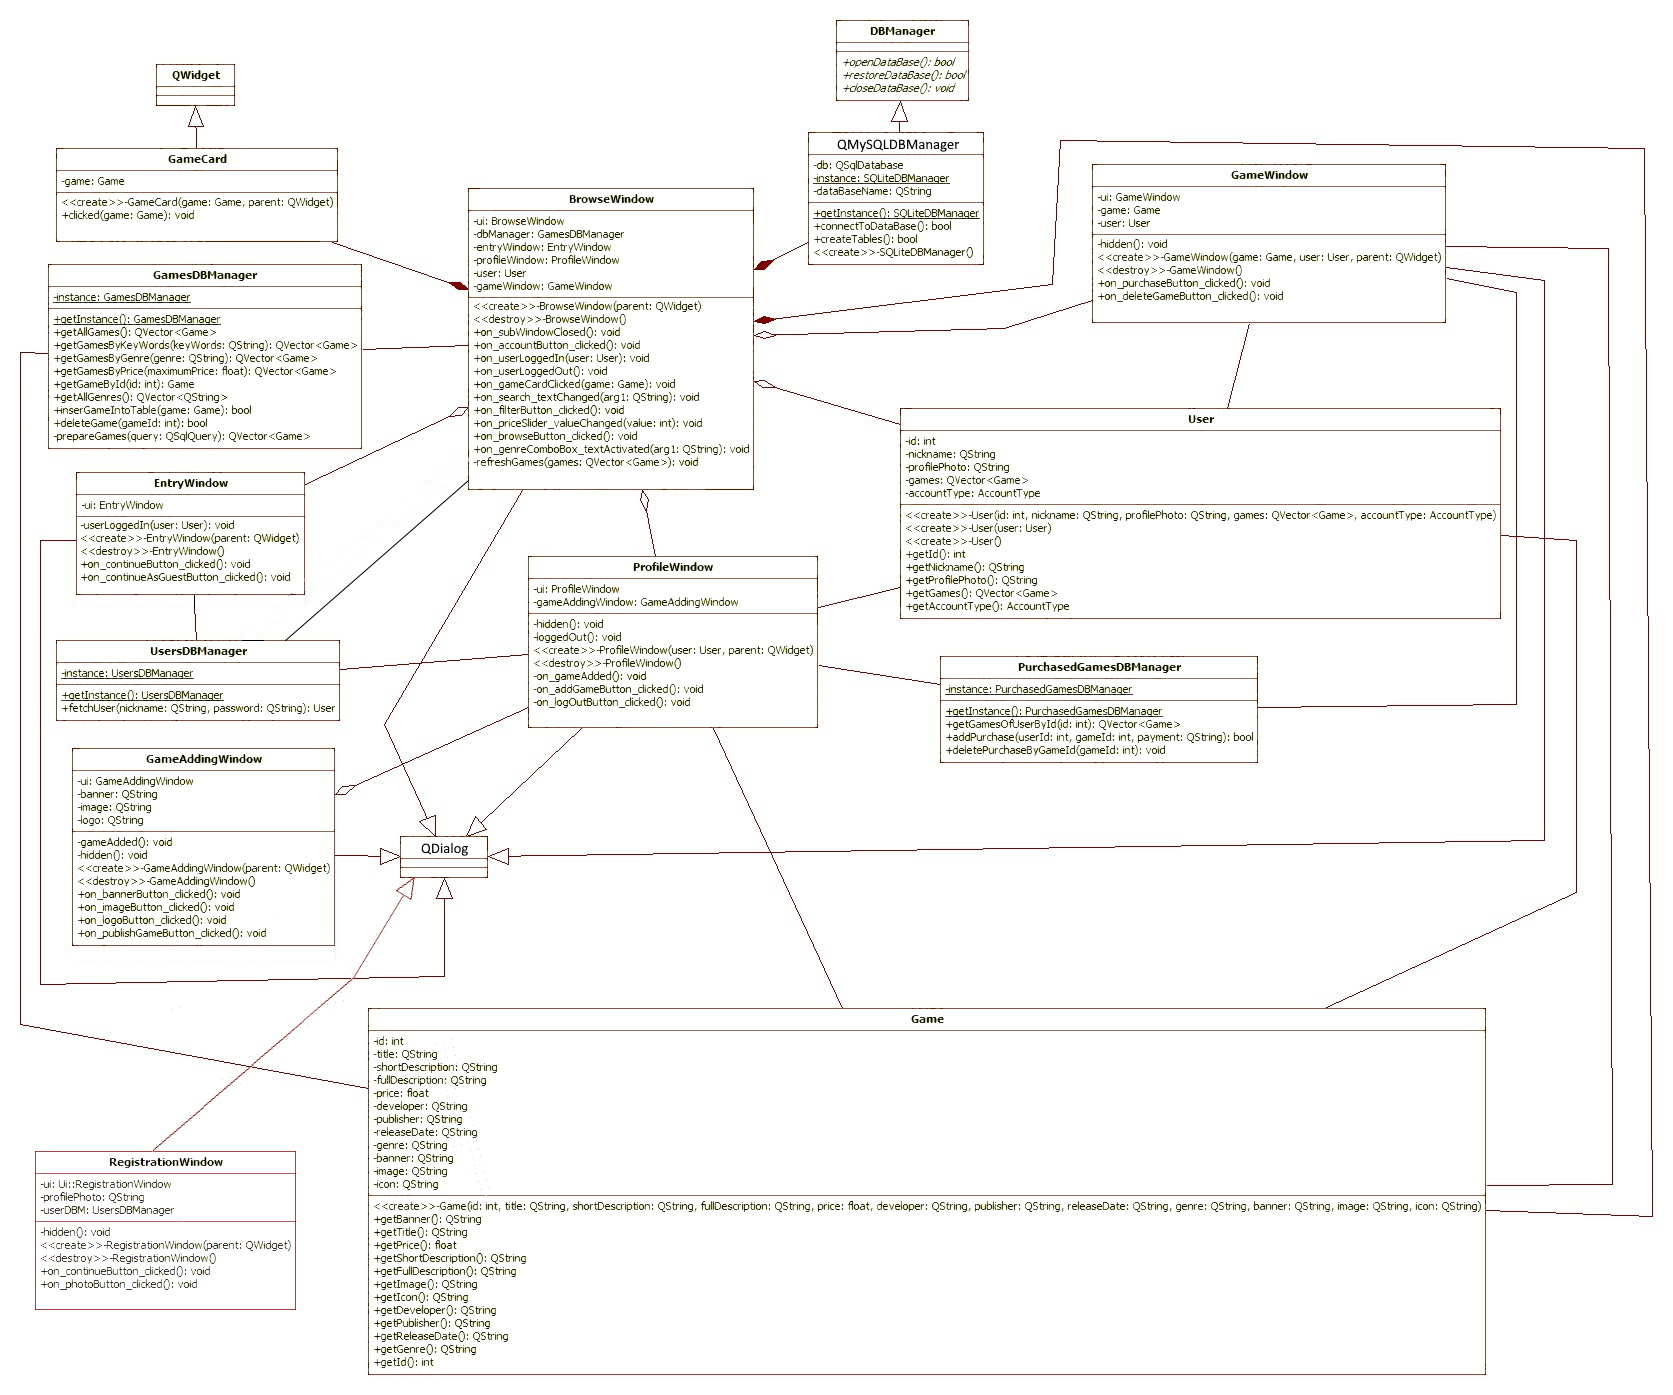 DBManager
+openDataBase(): bool
+restoreDataBase(): bool
+closeDataBase(): void
QWidget
GameCard
-game: Game
<<create>>-GameCard(game: Game, parent: QWidget)
+clicked(game: Game): void
QMySQLDBManager
-db: QSqlDatabase
-instance: SQLiteDBManager
-dataBaseName: QString
+getInstance(): SQLiteDBManager
+connectToDataBase(): bool
+createTables(): bool
<<create>>-SQLiteDBManager()
GameWindow
-ui: GameWindow
-game: Game
-user: User
-hidden(): void
<<create>>-GameWindow(game: Game, user: User, parent: QWidget)
<<destroy>>-GameWindow()
+on_purchaseButton_clicked(): void
+on_deleteGameButton_clicked(): void
BrowseWindow
-ui: BrowseWindow
-dbManager: GamesDBManager
-entryWindow: EntryWindow
-profileWindow: ProfileWindow
-user: User
-gameWindow: GameWindow
<<create>>-BrowseWindow(parent: QWidget)
<<destroy>>-BrowseWindow()
+on_subWindowClosed(): void
+on_accountButton_clicked(): void
+on_userLoggedIn(user: User): void
+on_userLoggedOut(): void
+on_gameCardClicked(game: Game): void
+on_search_textChanged(arg1: QString): void
+on_filterButton_clicked(): void
+on_priceSlider_valueChanged(value: int): void
+on_browseButton_clicked(): void
+on_genreComboBox_textActivated(arg1: QString): void
-refreshGames(games: QVector<Game>): void
GamesDBManager
-instance: GamesDBManager
+getInstance(): GamesDBManager
+getAllGames(): QVector<Game>
+getGamesByKeyWords(keyWords: QString): QVector<Game>
+getGamesByGenre(genre: QString): QVector<Game>
+getGamesByPrice(maximumPrice: float): QVector<Game>
+getGameById(id: int): Game
+getAllGenres(): QVector<QString>
+inserGameIntoTable(game: Game): bool
+deleteGame(gameId: int): bool
-prepareGames(query: QSqlQuery): QVector<Game>
User
-id: int
-nickname: QString
-profilePhoto: QString
-games: QVector<Game>
-accountType: AccountType
<<create>>-User(id: int, nickname: QString, profilePhoto: QString, games: QVector<Game>, accountType: AccountType)
<<create>>-User(user: User)
<<create>>-User()
+getId(): int
+getNickname(): QString
+getProfilePhoto(): QString
+getGames(): QVector<Game>
+getAccountType(): AccountType
EntryWindow
-ui: EntryWindow
-userLoggedIn(user: User): void
<<create>>-EntryWindow(parent: QWidget)
<<destroy>>-EntryWindow()
+on_continueButton_clicked(): void
+on_continueAsGuestButton_clicked(): void
ProfileWindow
-ui: ProfileWindow
-gameAddingWindow: GameAddingWindow
-hidden(): void
-loggedOut(): void
<<create>>-ProfileWindow(user: User, parent: QWidget)
<<destroy>>-ProfileWindow()
-on_gameAdded(): void
-on_addGameButton_clicked(): void
-on_logOutButton_clicked(): void
UsersDBManager
-instance: UsersDBManager
+getInstance(): UsersDBManager
+fetchUser(nickname: QString, password: QString): User
PurchasedGamesDBManager
-instance: PurchasedGamesDBManager
+getInstance(): PurchasedGamesDBManager
+getGamesOfUserById(id: int): QVector<Game>
+addPurchase(userId: int, gameId: int, payment: QString): bool
+deletePurchaseByGameId(gameId: int): void
GameAddingWindow
-ui: GameAddingWindow
-banner: QString
-image: QString
-logo: QString
-gameAdded(): void
-hidden(): void
<<create>>-GameAddingWindow(parent: QWidget)
<<destroy>>-GameAddingWindow()
+on_bannerButton_clicked(): void
+on_imageButton_clicked(): void
+on_logoButton_clicked(): void
+on_publishGameButton_clicked(): void
QDialog
Game
-id: int
-title: QString
-shortDescription: QString
-fullDescription: QString
-price: float
-developer: QString
-publisher: QString
-releaseDate: QString
-genre: QString
-banner: QString
-image: QString
-icon: QString
<<create>>-Game(id: int, title: QString, shortDescription: QString, fullDescription: QString, price: float, developer: QString, publisher: QString, releaseDate: QString, genre: QString, banner: QString, image: QString, icon: QString)
+getBanner(): QString
+getTitle(): QString
+getPrice(): float
+getShortDescription(): QString
+getFullDescription(): QString
+getImage(): QString
+getIcon(): QString
+getDeveloper(): QString
+getPublisher(): QString
+getReleaseDate(): QString
+getGenre(): QString
+getId(): int
RegistrationWindow
-ui: Ui::RegistrationWindow
-profilePhoto: QString
-userDBM: UsersDBManager
-hidden(): void
<<create>>-RegistrationWindow(parent: QWidget)
<<destroy>>-RegistrationWindow()
+on_continueButton_clicked(): void
+on_photoButton_clicked(): void